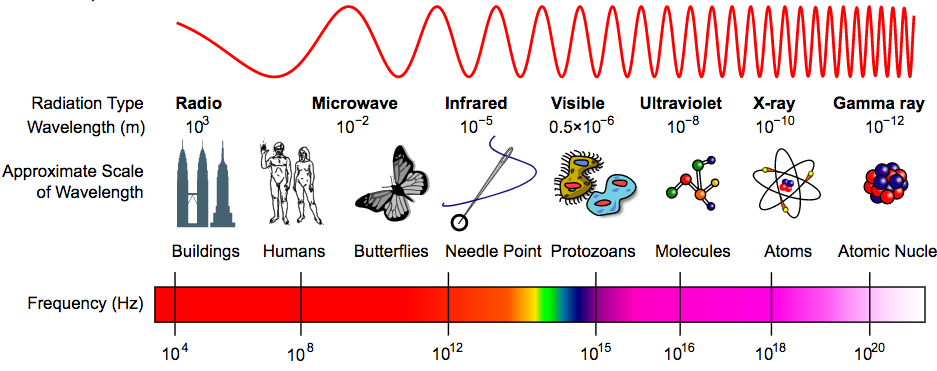 Radiation Type Radio Microwave Infrared Visible Ultraviolet X-ray Gamma ray
Wavelength (m) 10³ 10⁻² 10⁻⁵ 0.5×10⁻⁶ 10⁻⁸ 10⁻¹⁰ 10⁻¹²
Approximate Scale
of Wavelength
Buildings Humans Butterflies Needle Point Protozoans Molecules Atoms Atomic Nucle
Frequency (Hz)
10⁴ 10⁸ 10¹² 10¹⁵ 10¹⁶ 10¹⁸ 10²⁰